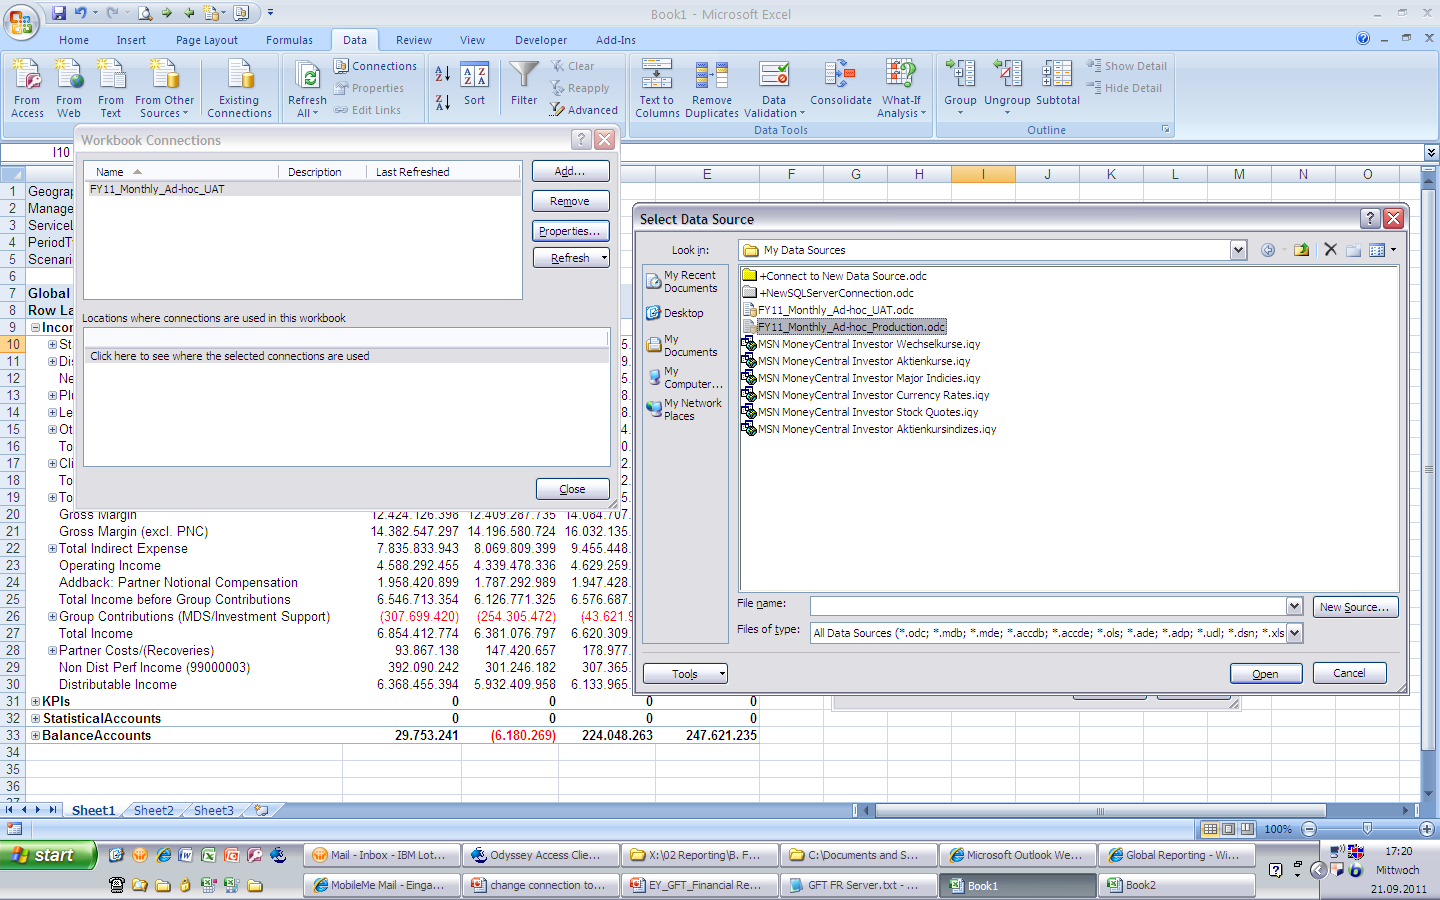 Book1 - Microsoft Excel
Home Insert Page Layout Formulas Data Review View Developer Add-Ins
From Access
From Web
From Text
From Other Sources
Existing Connections
Refresh All
Connections
Properties
Edit Links
Sort
Filter
Clear
Reapply
Advanced
Text to Columns
Remove Duplicates
Data Validation
Consolidate
What-If Analysis
Group
Ungroup
Subtotal
Show Detail
Hide Detail
Data Tools
Outline
I10
Workbook Connections
Name Description Last Refreshed
FY11_Monthly_Ad-hoc_UAT
Add...
Remove
Properties...
Refresh
Locations where connections are used in this workbook
Click here to see where the selected connections are used
Close
Select Data Source
Look in: My Data Sources
My Recent Documents
Desktop
My Documents
My Computer...
My Network Places
+Connect to New Data Source.odc
+NewSQLServerConnection.odc
FY11_Monthly_Ad-hoc_UAT.odc
FY11_Monthly_Ad-hoc_Production.odc
MSN MoneyCentral Investor Wechselkurse.iqy
MSN MoneyCentral Investor Aktienkurse.iqy
MSN MoneyCentral Investor Major Indicies.iqy
MSN MoneyCentral Investor Currency Rates.iqy
MSN MoneyCentral Investor Stock Quotes.iqy
MSN MoneyCentral Investor Aktienkursindizes.iqy
File name:
New Source...
Files of type: All Data Sources (*.odc; *.mdb; *.mde; *.accdb; *.accde; *.ols; *.ade; *.adp; *.udl; *.dsn; *.xls
Tools
Open
Cancel
E F G H I J K L M N O
1 Geograp
2 Manage
3 ServiceL
4 PeriodT
5 Scenari
6
7 Global
8 Row La
9 Incon
10 St
11 Dis
12 Ne
13 Plu
14 Le
15 Ot
16 To
17 Cli
18 To
19 To
20 Gross Margin 12.424.126.398 12.409.287.735 14.084.707.
21 Gross Margin (excl. PNC) 14.382.547.297 14.196.580.724 16.032.135.
22 Total Indirect Expense 7.835.833.943 8.069.809.399 9.455.448.
23 Operating Income 4.588.292.455 4.339.478.336 4.629.259.
24 Addback: Partner Notional Compensation 1.958.420.899 1.787.292.989 1.947.428.
25 Total Income before Group Contributions 6.546.713.354 6.126.771.325 6.576.687.
26 Group Contributions (MDS/Investment Support) (307.699.420) (254.305.472) (43.621.9
27 Total Income 6.854.412.774 6.381.076.797 6.620.309.
28 Partner Costs/(Recoveries) 93.867.138 147.420.657 178.977.
29 Non Dist Perf Income (99000003) 392.090.242 301.246.182 307.365.
30 Distributable Income 6.368.455.394 5.932.409.958 6.133.965.
31 KPIs 0 0 0 0
32 StatisticalAccounts 0 0 0 0
33 BalanceAccounts 29.753.241 (6.180.269) 224.048.263 247.621.235
34
35
36
Sheet1 Sheet2 Sheet3
100%
start
Mail - Inbox - IBM Lot...
Odyssey Access Clie...
X:\02 Reporting\B. F...
C:\Documents and S...
Microsoft Outlook We...
Global Reporting - Wi...
17:20
MobileMe Mail - Einga...
change connection to...
EY_GFT_Financial Re...
GFT FR Server.txt - ...
Book1
Book2
Mittwoch
21.09.2011